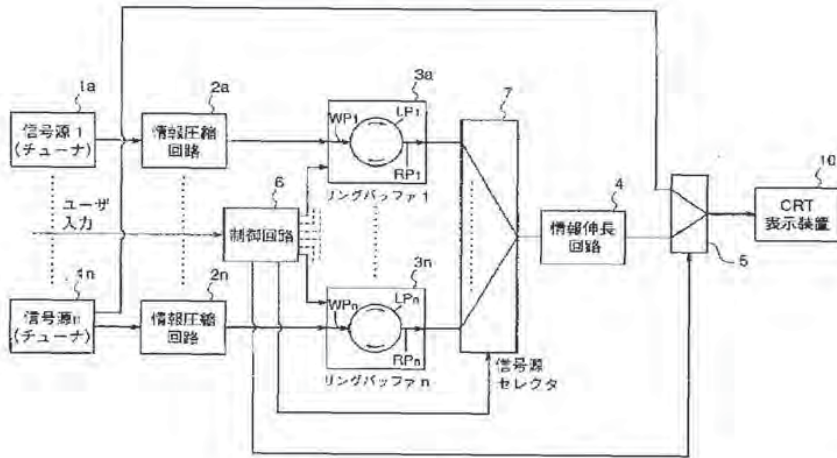 1a
信号源 1
(チューナ)
2a
情報圧縮
回路
3a
WP1
LP1
RP1
リングバッファ 1
7
ユーザ
入力
6
制御回路
4
情報伸長
回路
10
CRT
表示装置
5
1n
信号源n
(チューナ)
2n
情報圧縮
回路
3n
WPn
LPn
RPn
リングバッファ n
信号源
セレクタ